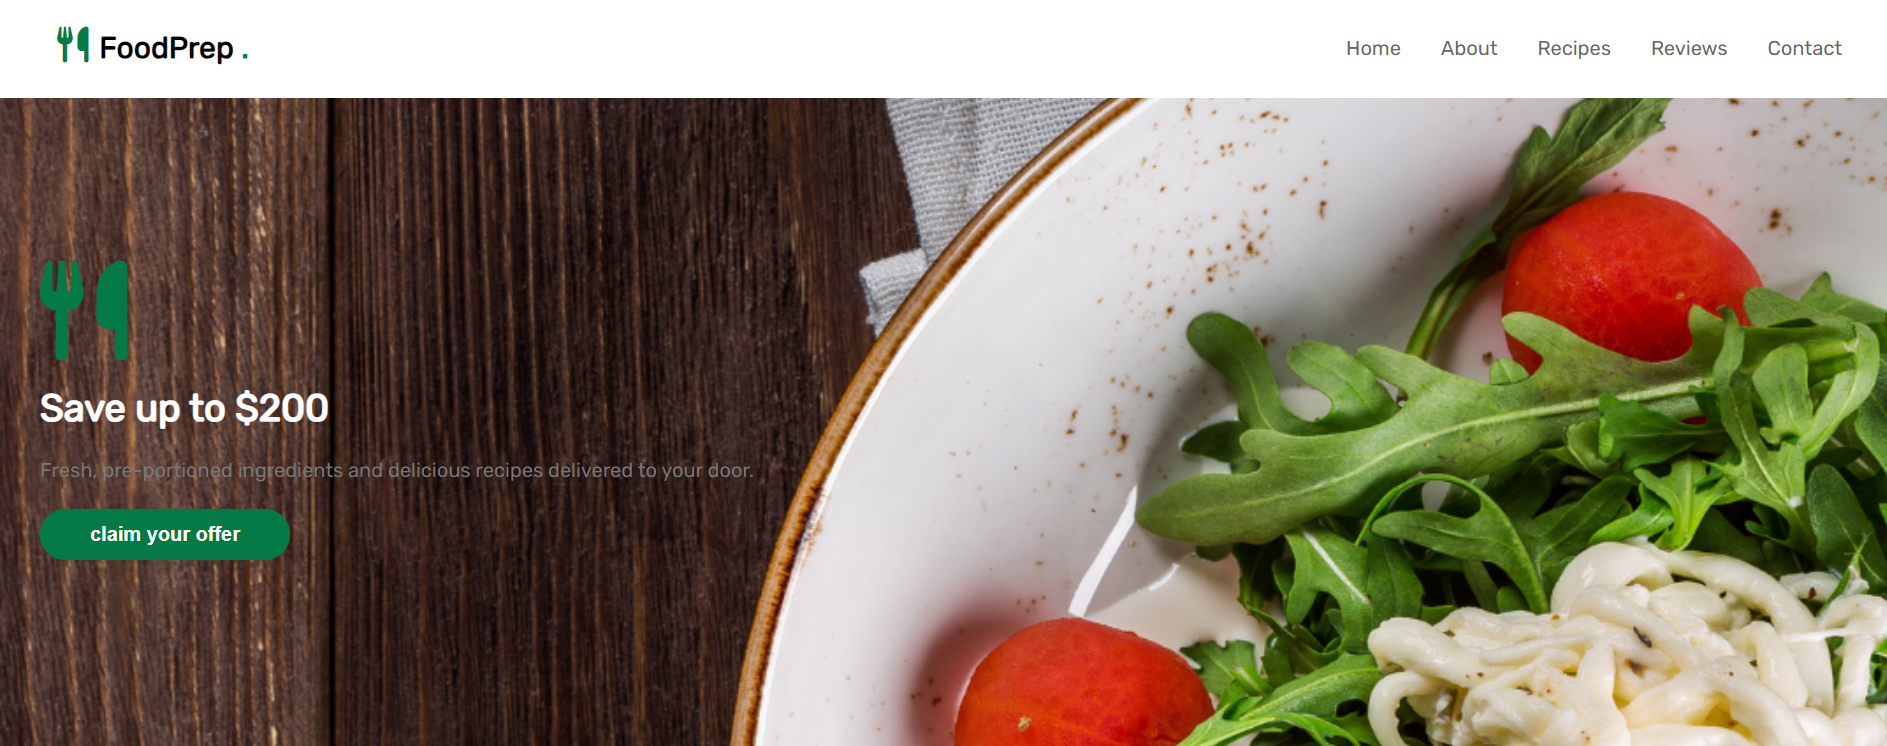 FoodPrep .
Home About Recipes Reviews Contact
Save up to $200
Fresh, pre-portioned ingredients and delicious recipes delivered to your door.
claim your offer